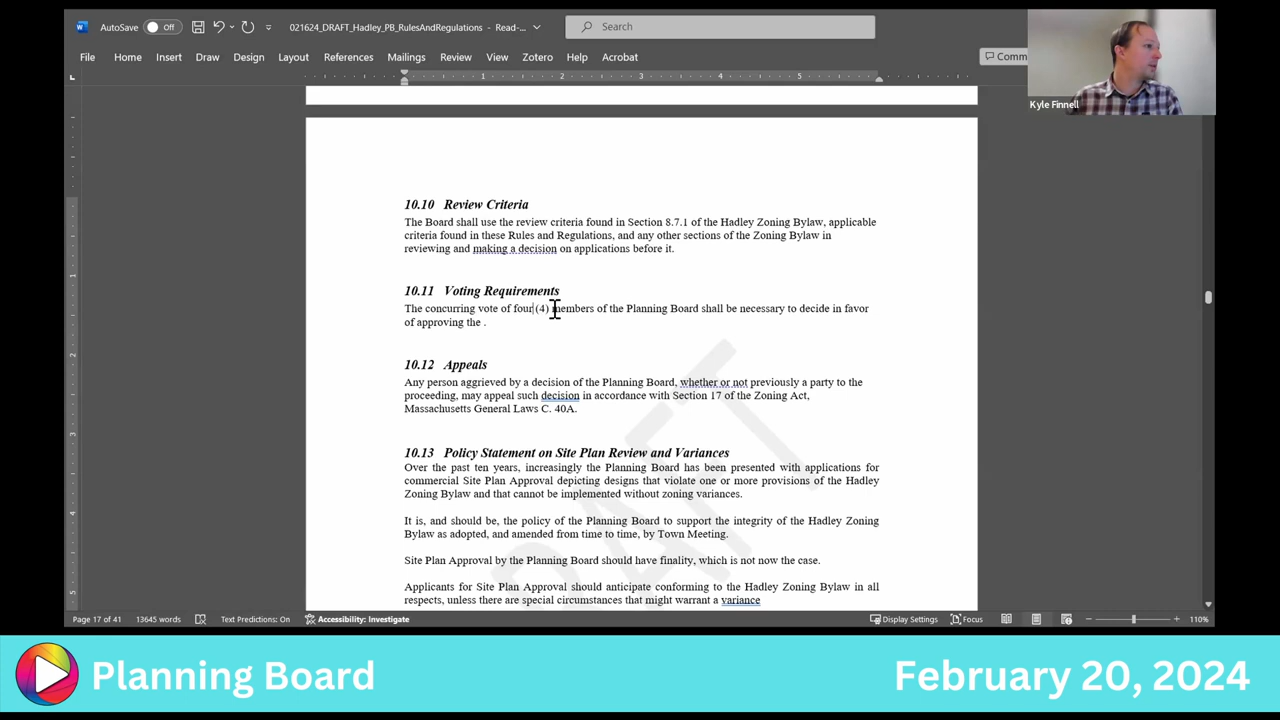 AutoSave Off 021624_DRAFT_Hadley_PB_RulesAndRegulations - Read-... Search
File Home Insert Draw Design Layout References Mailings Review View Zotero Help Acrobat Comm
Kyle Finnell
1 2 3 4 5
10.10 Review Criteria
The Board shall use the review criteria found in Section 8.7.1 of the Hadley Zoning Bylaw, applicable
criteria found in these Rules and Regulations, and any other sections of the Zoning Bylaw in
reviewing and making a decision on applications before it.
10.11 Voting Requirements
The concurring vote of four (4) members of the Planning Board shall be necessary to decide in favor
of approving the .
10.12 Appeals
Any person aggrieved by a decision of the Planning Board, whether or not previously a party to the
proceeding, may appeal such decision in accordance with Section 17 of the Zoning Act,
Massachusetts General Laws C. 40A.
10.13 Policy Statement on Site Plan Review and Variances
Over the past ten years, increasingly the Planning Board has been presented with applications for
commercial Site Plan Approval depicting designs that violate one or more provisions of the Hadley
Zoning Bylaw and that cannot be implemented without zoning variances.
It is, and should be, the policy of the Planning Board to support the integrity of the Hadley Zoning
Bylaw as adopted, and amended from time to time, by Town Meeting.
Site Plan Approval by the Planning Board should have finality, which is not now the case.
Applicants for Site Plan Approval should anticipate conforming to the Hadley Zoning Bylaw in all
respects, unless there are special circumstances that might warrant a variance
Page 17 of 41 13645 words Text Predictions: On Accessibility: Investigate Display Settings Focus 110%
Planning Board February 20, 2024